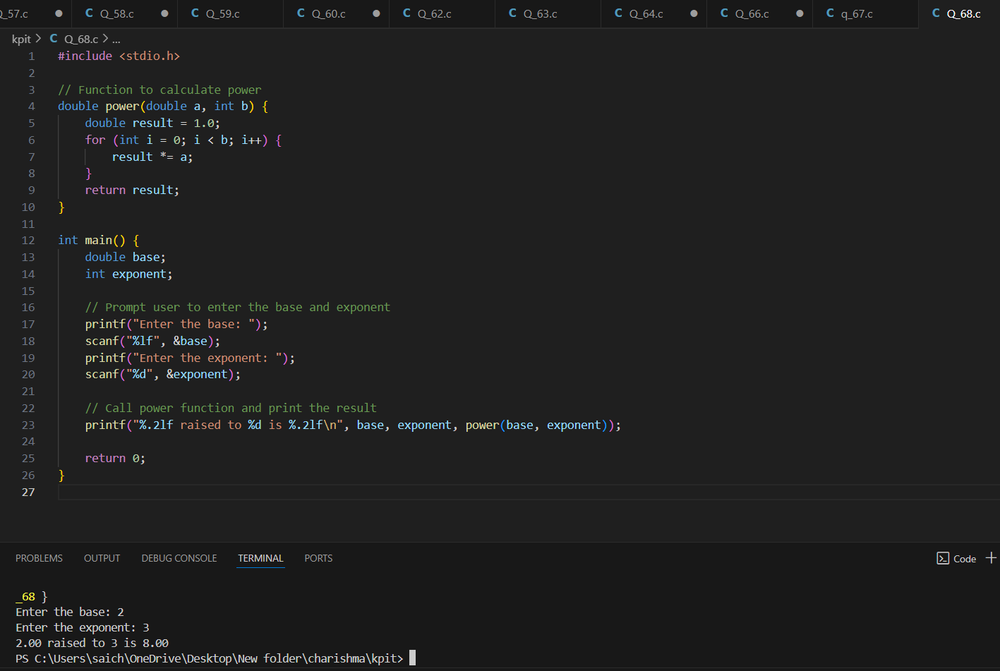 _57.c ● C Q_58.c ● C Q_59.c C Q_60.c ● C Q_62.c C Q_63.c C Q_64.c ● C Q_66.c ● C q_67.c C Q_68.c
kpit > C Q_68.c > ...
1 #include <stdio.h>
2
3 // Function to calculate power
4 double power(double a, int b) {
5     double result = 1.0;
6     for (int i = 0; i < b; i++) {
7         result *= a;
8     }
9     return result;
10 }
11
12 int main() {
13     double base;
14     int exponent;
15
16     // Prompt user to enter the base and exponent
17     printf("Enter the base: ");
18     scanf("%lf", &base);
19     printf("Enter the exponent: ");
20     scanf("%d", &exponent);
21
22     // Call power function and print the result
23     printf("%.2lf raised to %d is %.2lf\n", base, exponent, power(base, exponent));
24
25     return 0;
26 }
27
PROBLEMS OUTPUT DEBUG CONSOLE TERMINAL PORTS Code +
_68 }
Enter the base: 2
Enter the exponent: 3
2.00 raised to 3 is 8.00
PS C:\Users\saich\OneDrive\Desktop\New folder\charishma\kpit>